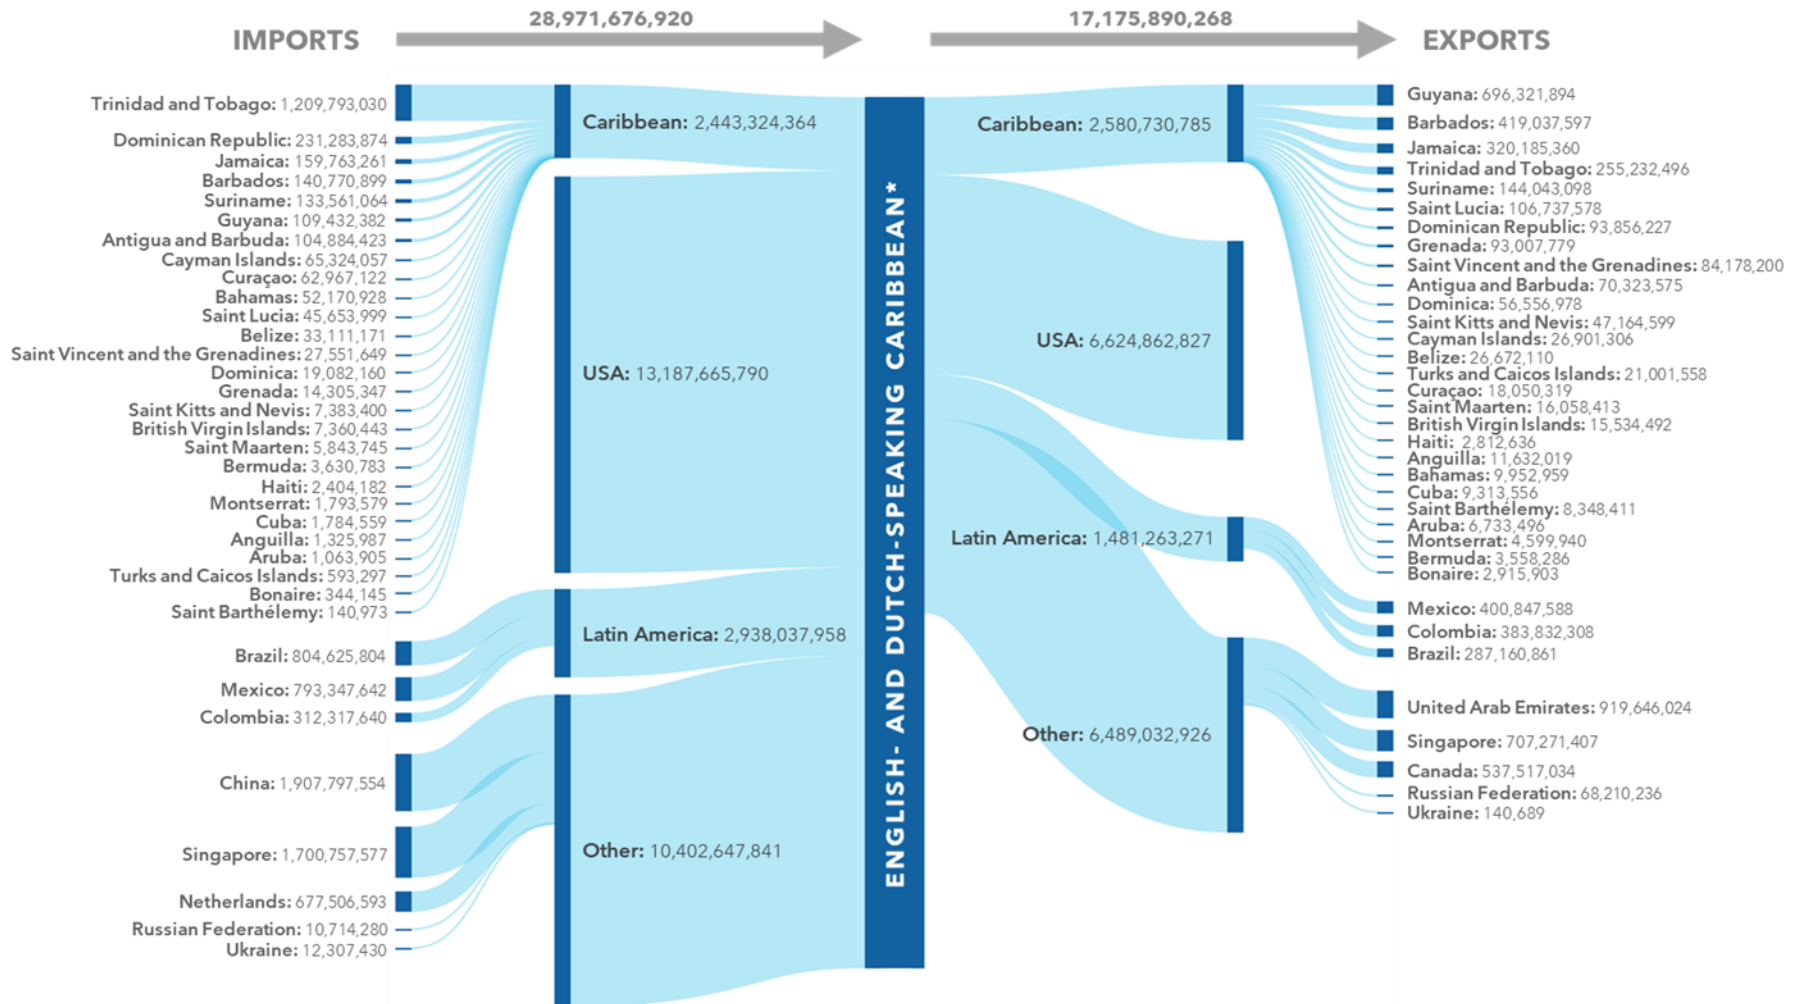 28,971,676,920
17,175,890,268
IMPORTS
EXPORTS
Trinidad and Tobago: 1,209,793,030
Dominican Republic: 231,283,874
Jamaica: 159,763,261
Barbados: 140,770,899
Suriname: 133,561,064
Guyana: 109,432,382
Antigua and Barbuda: 104,884,423
Cayman Islands: 65,324,057
Curaçao: 62,967,122
Bahamas: 52,170,928
Saint Lucia: 45,653,999
Belize: 33,111,171
Saint Vincent and the Grenadines: 27,551,649
Dominica: 19,082,160
Grenada: 14,305,347
Saint Kitts and Nevis: 7,383,400
British Virgin Islands: 7,360,443
Saint Maarten: 5,843,745
Bermuda: 3,630,783
Haiti: 2,404,182
Montserrat: 1,793,579
Cuba: 1,784,559
Anguilla: 1,325,987
Aruba: 1,063,905
Turks and Caicos Islands: 593,297
Bonaire: 344,145
Saint Barthélemy: 140,973
Brazil: 804,625,804
Mexico: 793,347,642
Colombia: 312,317,640
China: 1,907,797,554
Singapore: 1,700,757,577
Netherlands: 677,506,593
Russian Federation: 10,714,280
Ukraine: 12,307,430
Caribbean: 2,443,324,364
USA: 13,187,665,790
Latin America: 2,938,037,958
Other: 10,402,647,841
ENGLISH- AND DUTCH-SPEAKING CARIBBEAN*
Caribbean: 2,580,730,785
USA: 6,624,862,827
Latin America: 1,481,263,271
Other: 6,489,032,926
Guyana: 696,321,894
Barbados: 419,037,597
Jamaica: 320,185,360
Trinidad and Tobago: 255,232,496
Suriname: 144,043,098
Saint Lucia: 106,737,578
Dominican Republic: 93,856,227
Grenada: 93,007,779
Saint Vincent and the Grenadines: 84,178,200
Antigua and Barbuda: 70,323,575
Dominica: 56,556,978
Saint Kitts and Nevis: 47,164,599
Cayman Islands: 26,901,306
Belize: 26,672,110
Turks and Caicos Islands: 21,001,558
Curaçao: 18,050,319
Saint Maarten: 16,058,413
British Virgin Islands: 15,534,492
Haiti: 2,812,636
Anguilla: 11,632,019
Bahamas: 9,952,959
Cuba: 9,313,556
Saint Barthélemy: 8,348,411
Aruba: 6,733,496
Montserrat: 4,599,940
Bermuda: 3,558,286
Bonaire: 2,915,903
Mexico: 400,847,588
Colombia: 383,832,308
Brazil: 287,160,861
United Arab Emirates: 919,646,024
Singapore: 707,271,407
Canada: 537,517,034
Russian Federation: 68,210,236
Ukraine: 140,689